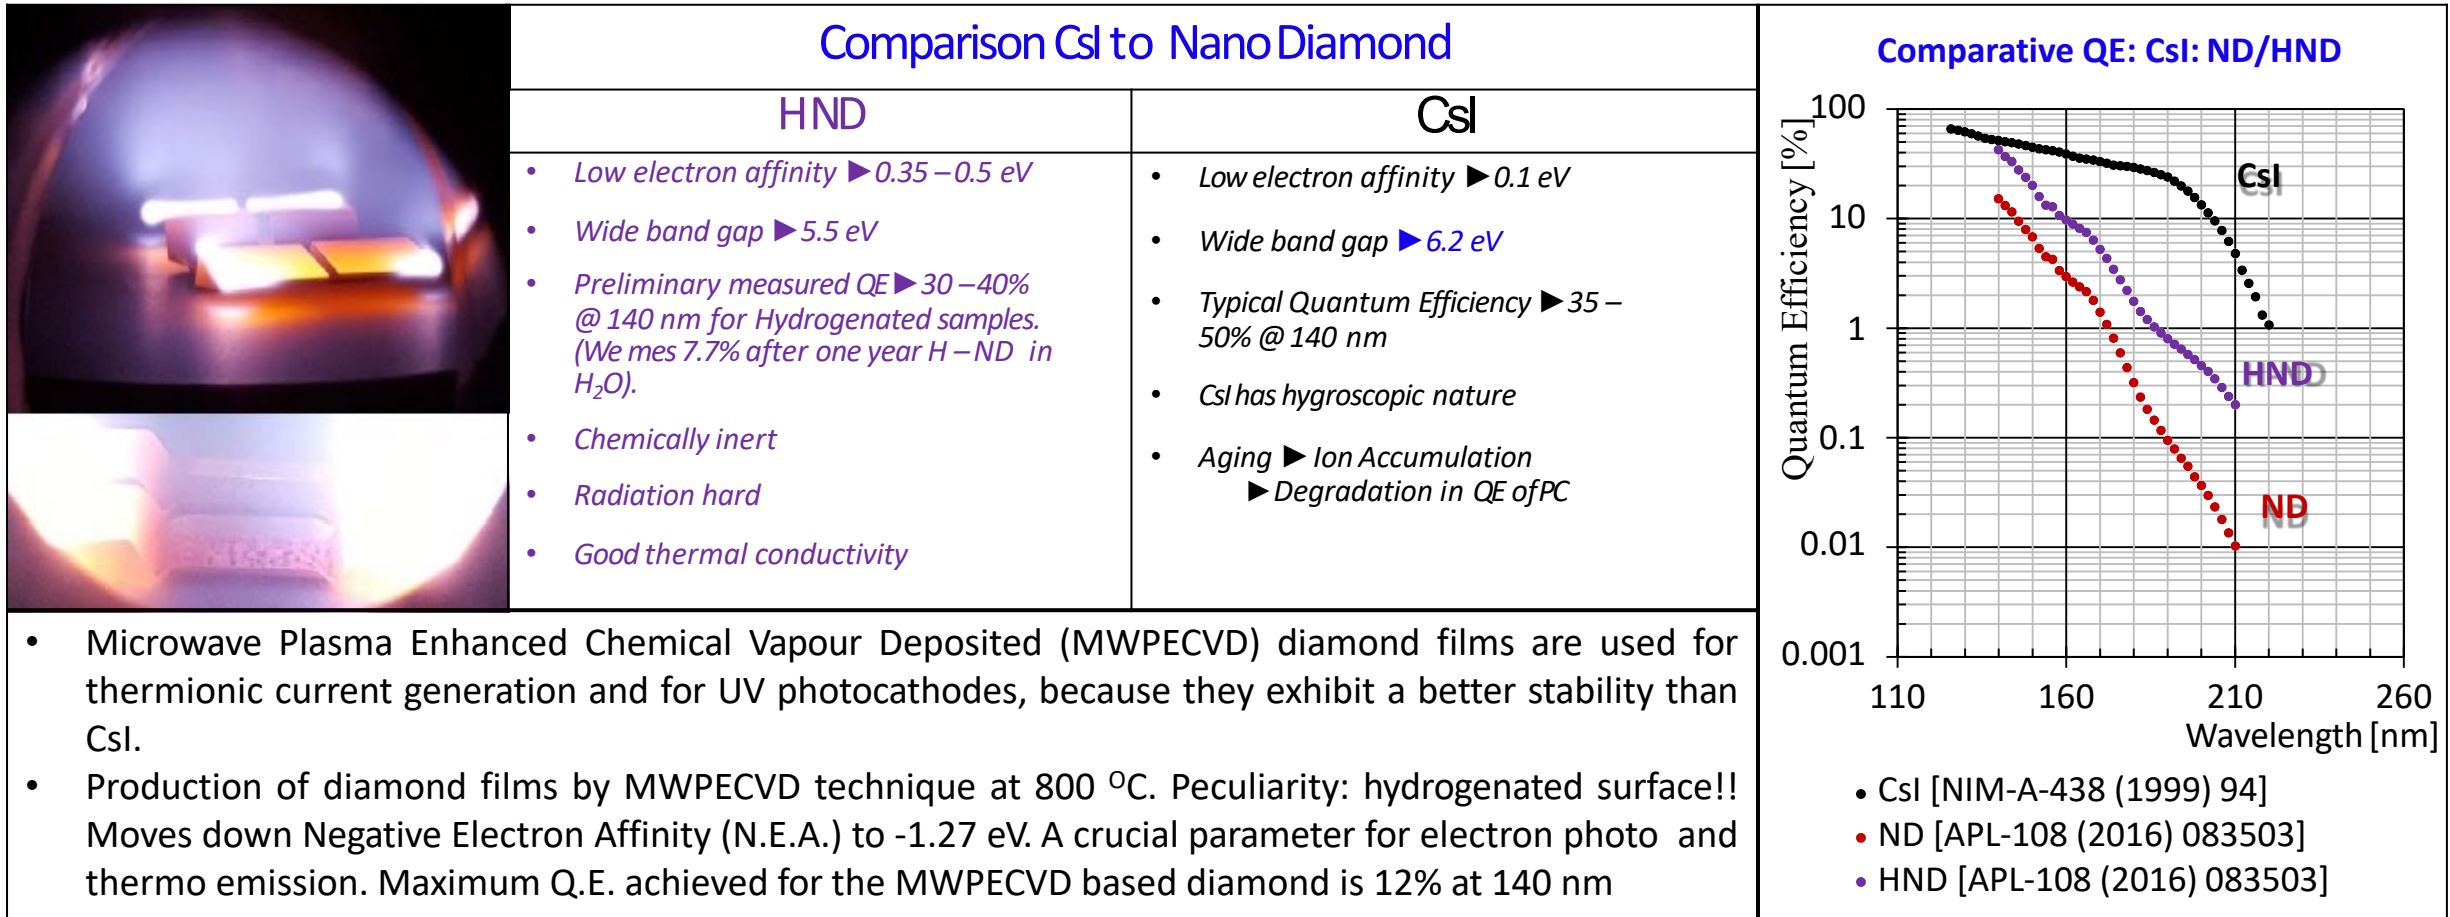 Comparison CsI to Nano Diamond
HND
• Low electron affinity ►0.35 – 0.5 eV
• Wide band gap ►5.5 eV
• Preliminary measured QE► 30 – 40%
@ 140 nm for Hydrogenated samples.
(We mes 7.7% after one year H – ND in
H₂O).
• Chemically inert
• Radiation hard
• Good thermal conductivity
CsI
• Low electron affinity ►0.1 eV
• Wide band gap ►6.2 eV
• Typical Quantum Efficiency ►35 –
50% @ 140 nm
• CsI has hygroscopic nature
• Aging ► Ion Accumulation
►Degradation in QE of PC
• Microwave Plasma Enhanced Chemical Vapour Deposited (MWPECVD) diamond films are used for
thermionic current generation and for UV photocathodes, because they exhibit a better stability than
CsI.
• Production of diamond films by MWPECVD technique at 800 ᴼC. Peculiarity: hydrogenated surface!!
Moves down Negative Electron Affinity (N.E.A.) to -1.27 eV. A crucial parameter for electron photo and
thermo emission. Maximum Q.E. achieved for the MWPECVD based diamond is 12% at 140 nm
Comparative QE: CsI: ND/HND
Quantum Efficiency [%]
100
10
1
0.1
0.01
0.001
CsI
HND
ND
110 160 210 260
Wavelength [nm]
• CsI [NIM-A-438 (1999) 94]
• ND [APL-108 (2016) 083503]
• HND [APL-108 (2016) 083503]